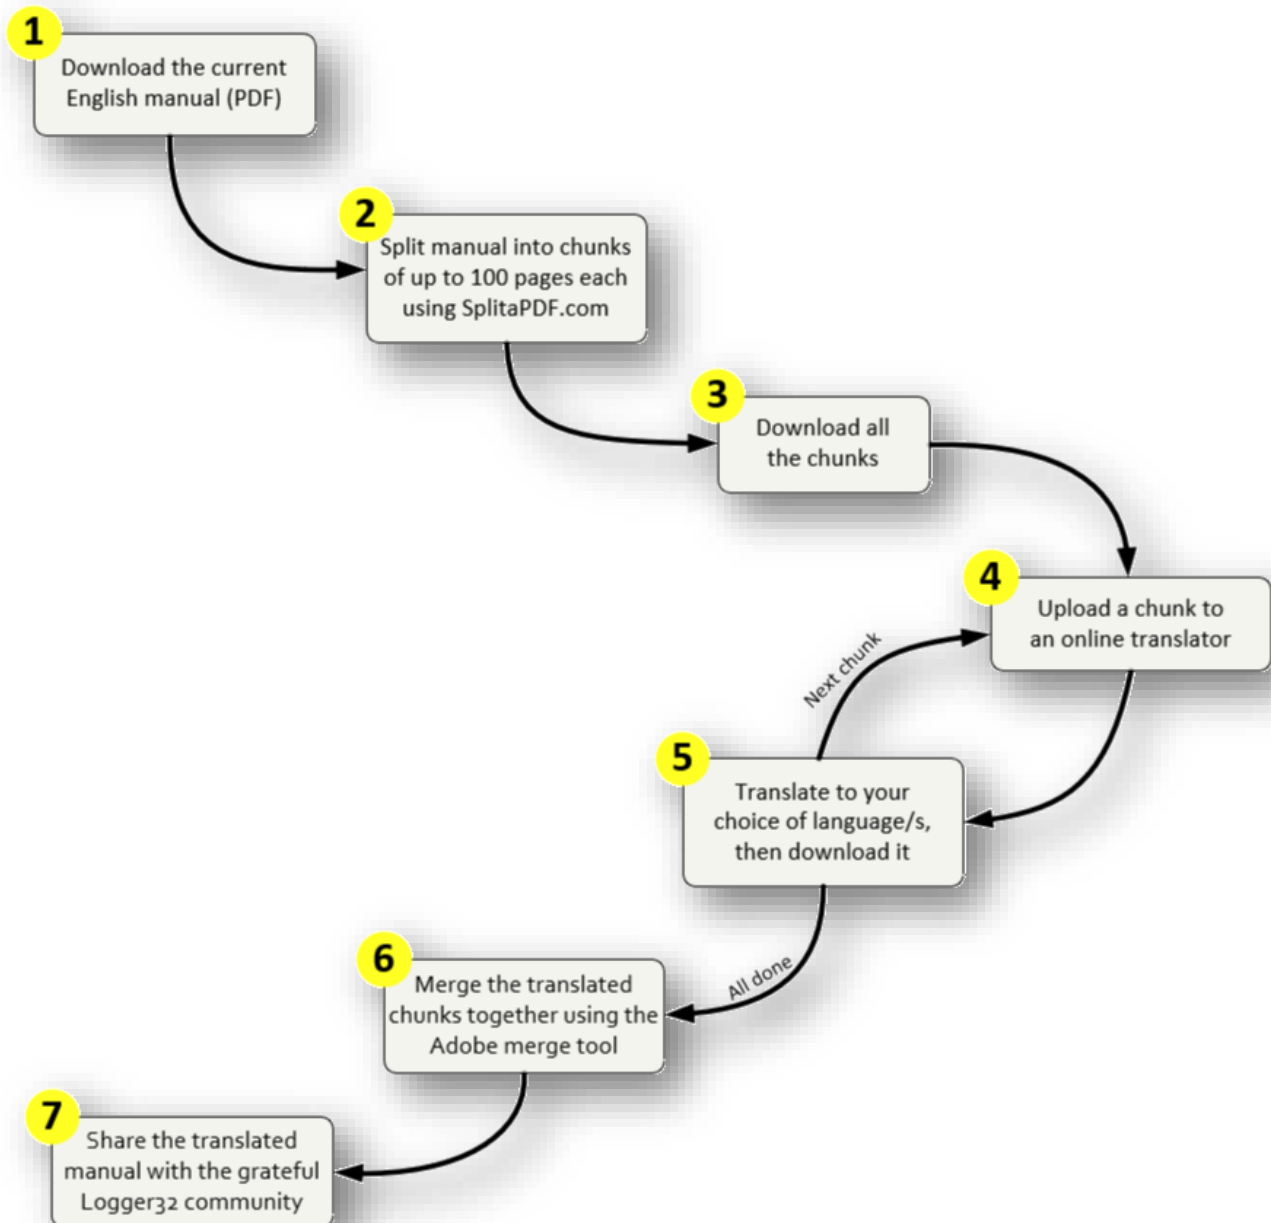 1
Download the current
English manual (PDF)
2
Split manual into chunks
of up to 100 pages each
using SplitaPDF.com
3
Download all
the chunks
4
Upload a chunk to
an online translator
Next chunk
5
Translate to your
choice of language/s,
then download it
All done
6
Merge the translated
chunks together using the
Adobe merge tool
7
Share the translated
manual with the grateful
Logger32 community